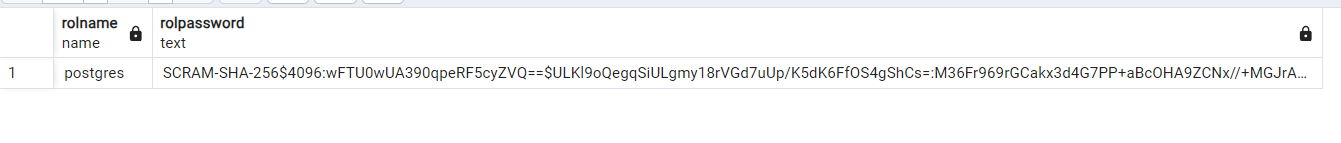 rolname rolpassword
name text
1 postgres SCRAM-SHA-256$4096:wFTU0wUA390qpeRF5cyZVQ==$ULKl9oQegqSiULgmy18rVGd7uUp/K5dK6FfOS4gShCs=:M36Fr969rGCakx3d4G7PP+aBcOHA9ZCNx//+MGJrA...